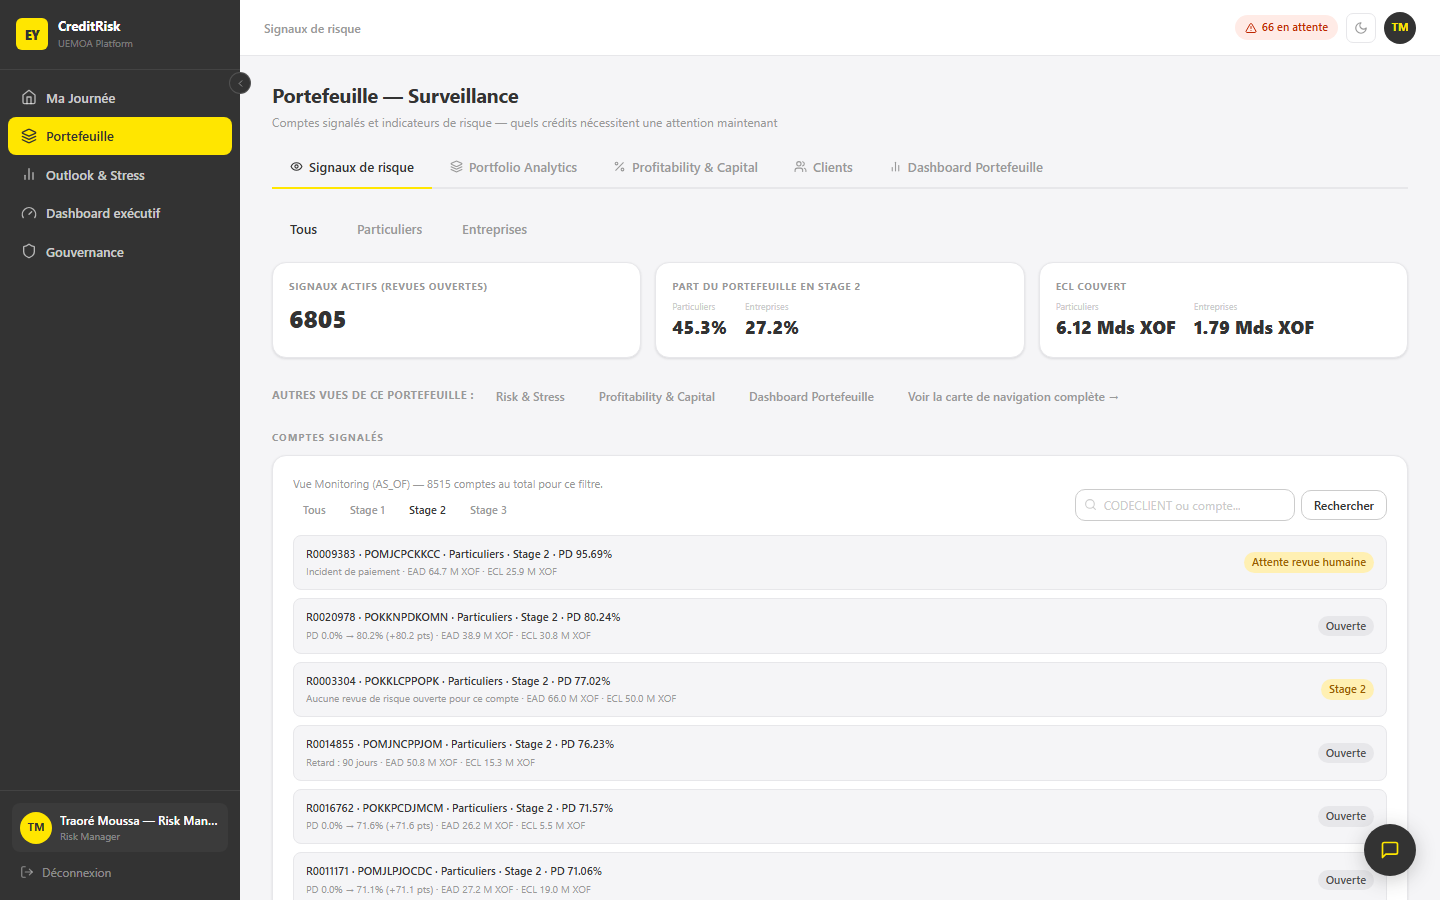 EY
CreditRisk
UEMOA Platform
Ma Journée
Portefeuille
Outlook & Stress
Dashboard exécutif
Gouvernance
TM
Traoré Moussa — Risk Man...
Risk Manager
Déconnexion
Signaux de risque
66 en attente
TM
Portefeuille — Surveillance
Comptes signalés et indicateurs de risque — quels crédits nécessitent une attention maintenant
Signaux de risque
Portfolio Analytics
Profitability & Capital
Clients
Dashboard Portefeuille
Tous
Particuliers
Entreprises
SIGNAUX ACTIFS (REVUES OUVERTES)
6805
PART DU PORTEFEUILLE EN STAGE 2
Particuliers
45.3%
Entreprises
27.2%
ECL COUVERT
Particuliers
6.12 Mds XOF
Entreprises
1.79 Mds XOF
AUTRES VUES DE CE PORTEFEUILLE :
Risk & Stress
Profitability & Capital
Dashboard Portefeuille
Voir la carte de navigation complète →
COMPTES SIGNALÉS
Vue Monitoring (AS_OF) — 8515 comptes au total pour ce filtre.
Tous
Stage 1
Stage 2
Stage 3
CODECLIENT ou compte...
Rechercher
R0009383 · POMJCPCKKCC · Particuliers · Stage 2 · PD 95.69%
Incident de paiement · EAD 64.7 M XOF · ECL 25.9 M XOF
Attente revue humaine
R0020978 · POKKNPDKOMN · Particuliers · Stage 2 · PD 80.24%
PD 0.0% → 80.2% (+80.2 pts) · EAD 38.9 M XOF · ECL 30.8 M XOF
Ouverte
R0003304 · POKKLCPPOPK · Particuliers · Stage 2 · PD 77.02%
Aucune revue de risque ouverte pour ce compte · EAD 66.0 M XOF · ECL 50.0 M XOF
Stage 2
R0014855 · POMJNCPPJOM · Particuliers · Stage 2 · PD 76.23%
Retard : 90 jours · EAD 50.8 M XOF · ECL 15.3 M XOF
Ouverte
R0016762 · POKKPCDJMCM · Particuliers · Stage 2 · PD 71.57%
PD 0.0% → 71.6% (+71.6 pts) · EAD 26.2 M XOF · ECL 5.5 M XOF
Ouverte
R0011171 · POMJLPJOCDC · Particuliers · Stage 2 · PD 71.06%
PD 0.0% → 71.1% (+71.1 pts) · EAD 27.2 M XOF · ECL 19.0 M XOF
Ouverte